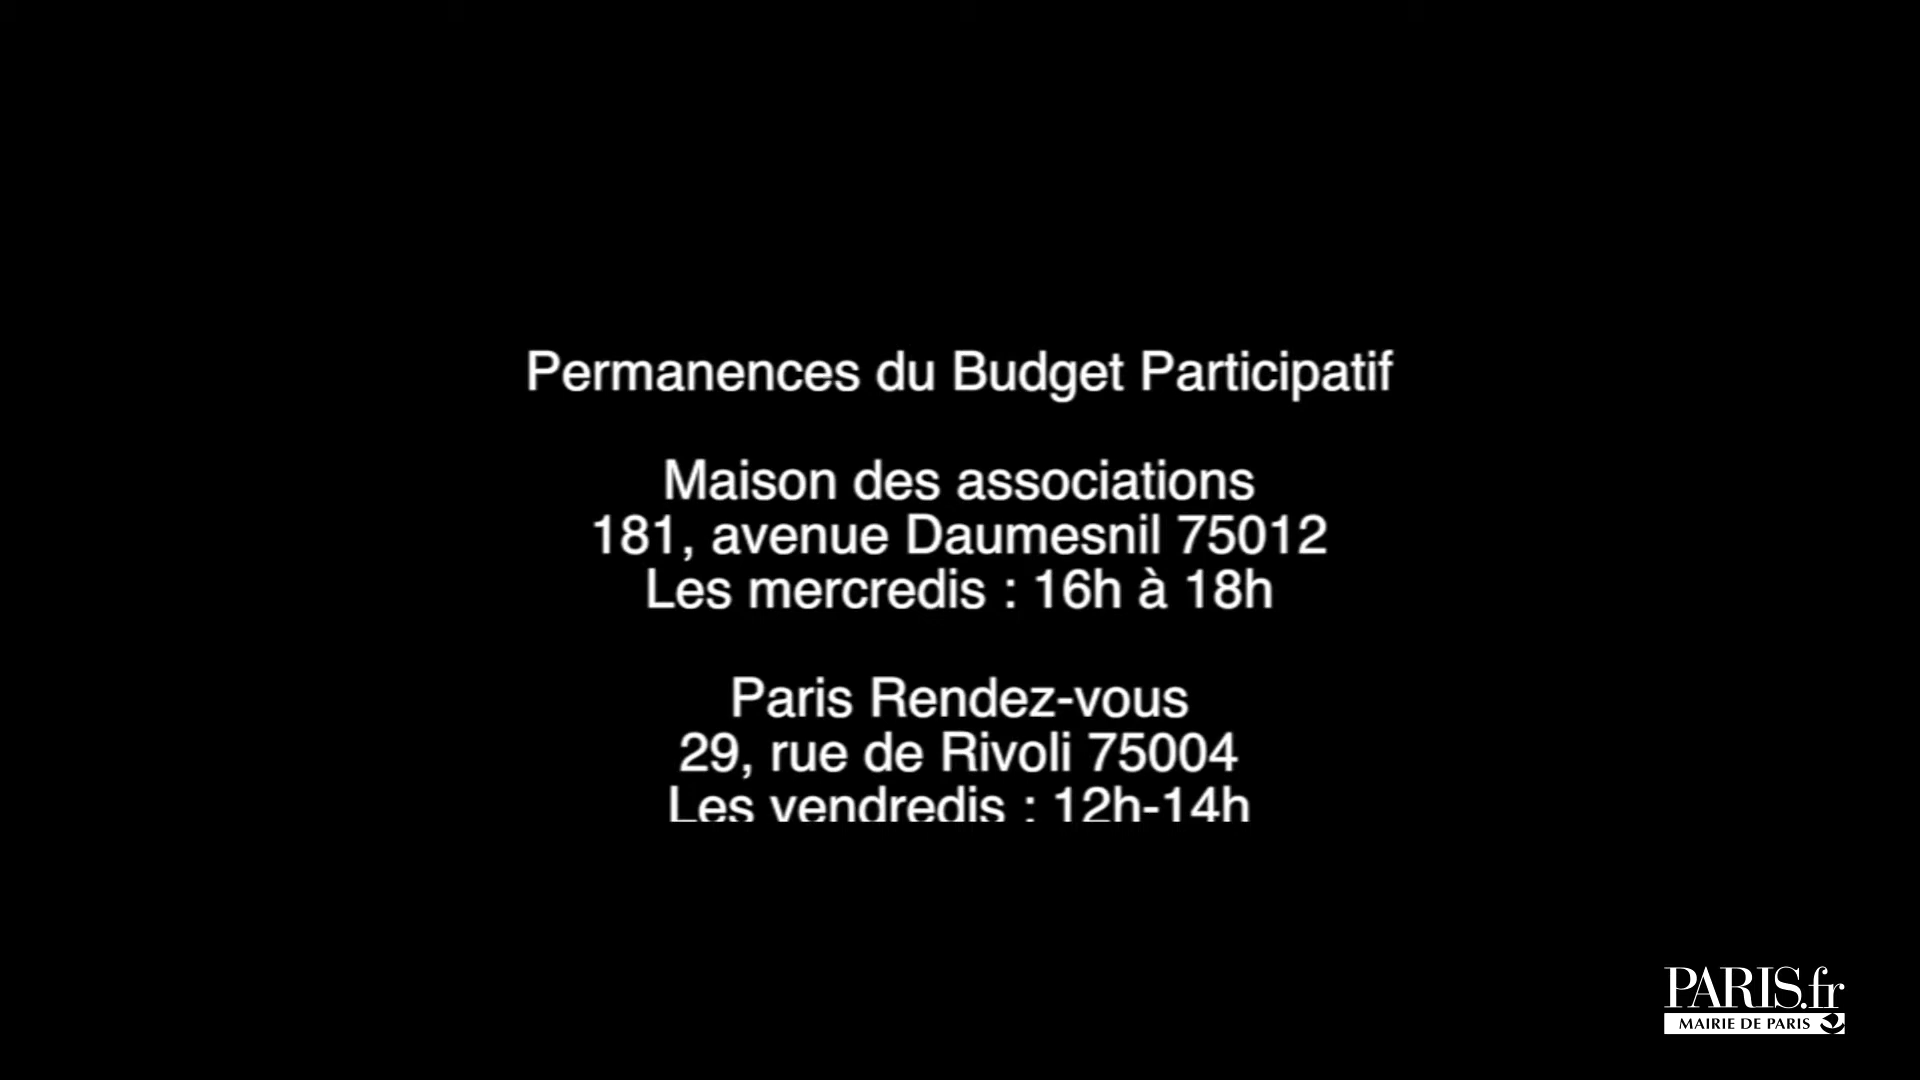 Permanences du Budget Participatif
Maison des associations
181, avenue Daumesnil 75012
Les mercredis : 16h à 18h
Paris Rendez-vous
29, rue de Rivoli 75004
Les vendredis : 12h-14h
PARIS.fr
MAIRIE DE PARIS